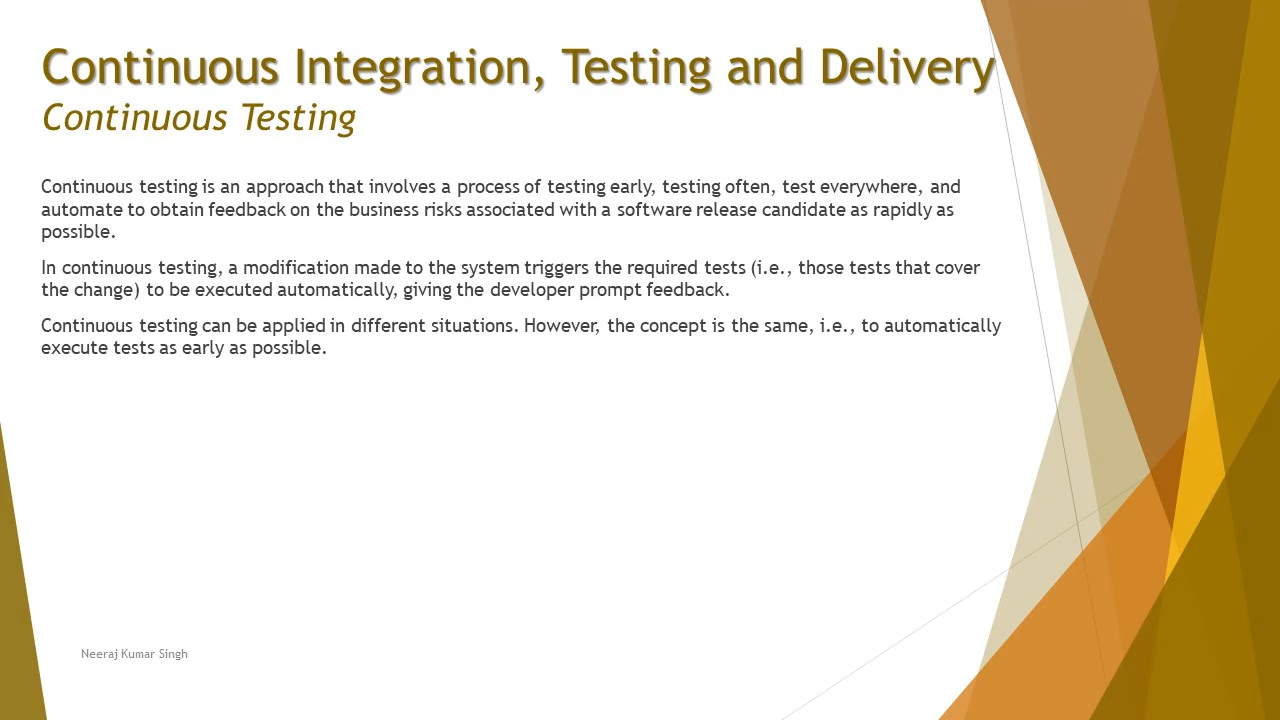 Continuous Integration, Testing and Delivery
Continuous Testing
Continuous testing is an approach that involves a process of testing early, testing often, test everywhere, and
automate to obtain feedback on the business risks associated with a software release candidate as rapidly as
possible.
In continuous testing, a modification made to the system triggers the required tests (i.e., those tests that cover
the change) to be executed automatically, giving the developer prompt feedback.
Continuous testing can be applied in different situations. However, the concept is the same, i.e., to automatically
execute tests as early as possible.
Neeraj Kumar Singh